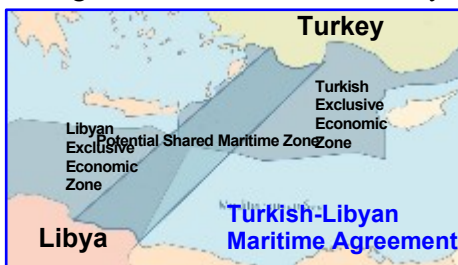 Turkey
Turkish
Exclusive
Economic
Zone
Libyan
Exclusive
Economic
Zone
Potential Shared Maritime Zone
Libya
Turkish-Libyan
Maritime Agreement